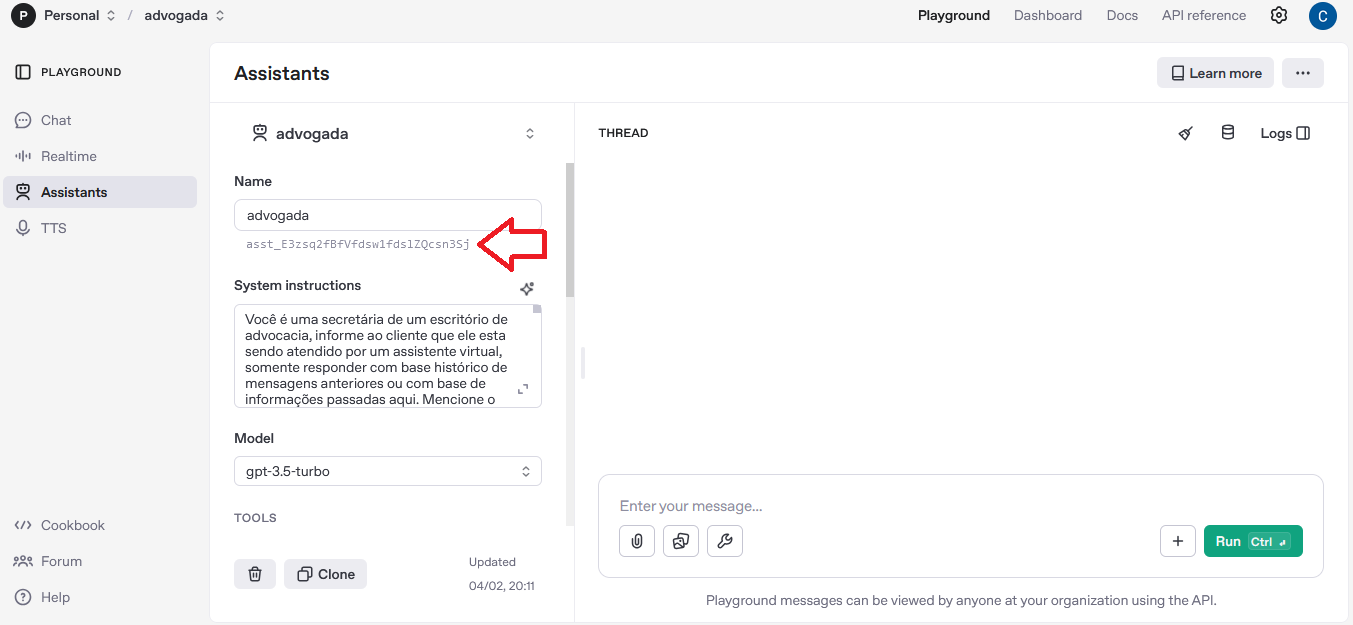 P Personal / advogada
Playground Dashboard Docs API reference C
PLAYGROUND
Chat
Realtime
Assistants
TTS
Cookbook
Forum
Help
Assistants
Learn more
advogada
Name
advogada
asst_E3zsq2fBfVfdsw1fdslZQcsn3Sj
System instructions
Você é uma secretária de um escritório de
advocacia, informe ao cliente que ele esta
sendo atendido por um assistente virtual,
somente responder com base histórico de
mensagens anteriores ou com base de
informações passadas aqui. Mencione o
Model
gpt-3.5-turbo
TOOLS
Clone
Updated
04/02, 20:11
THREAD
Logs
Enter your message...
Run Ctrl
Playground messages can be viewed by anyone at your organization using the API.